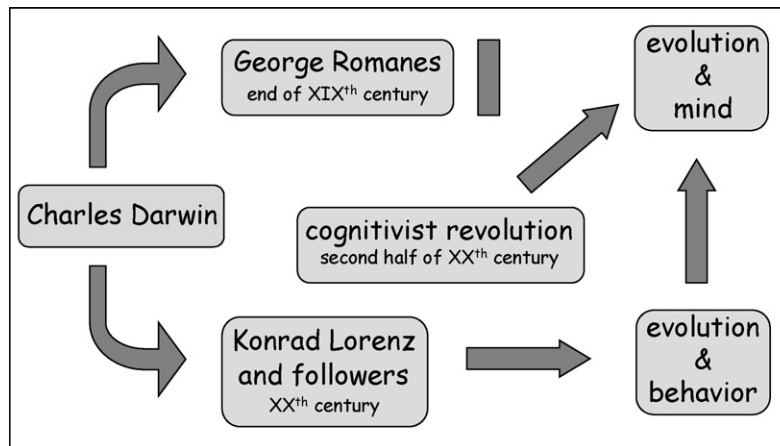 George Romanes
end of XIXth century
evolution
&
mind
Charles Darwin
cognitivist revolution
second half of XXth century
Konrad Lorenz
and followers
XXth century
evolution
&
behavior